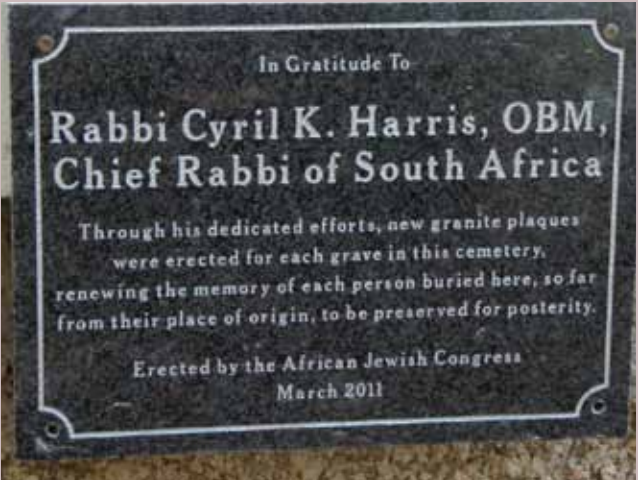 In Gratitude To
Rabbi Cyril K. Harris, OBM,
Chief Rabbi of South Africa
Through his dedicated efforts, new granite plaques
were erected for each grave in this cemetery,
renewing the memory of each person buried here, so far
from their place of origin, to be preserved for posterity.
Erected by the African Jewish Congress
March 2011